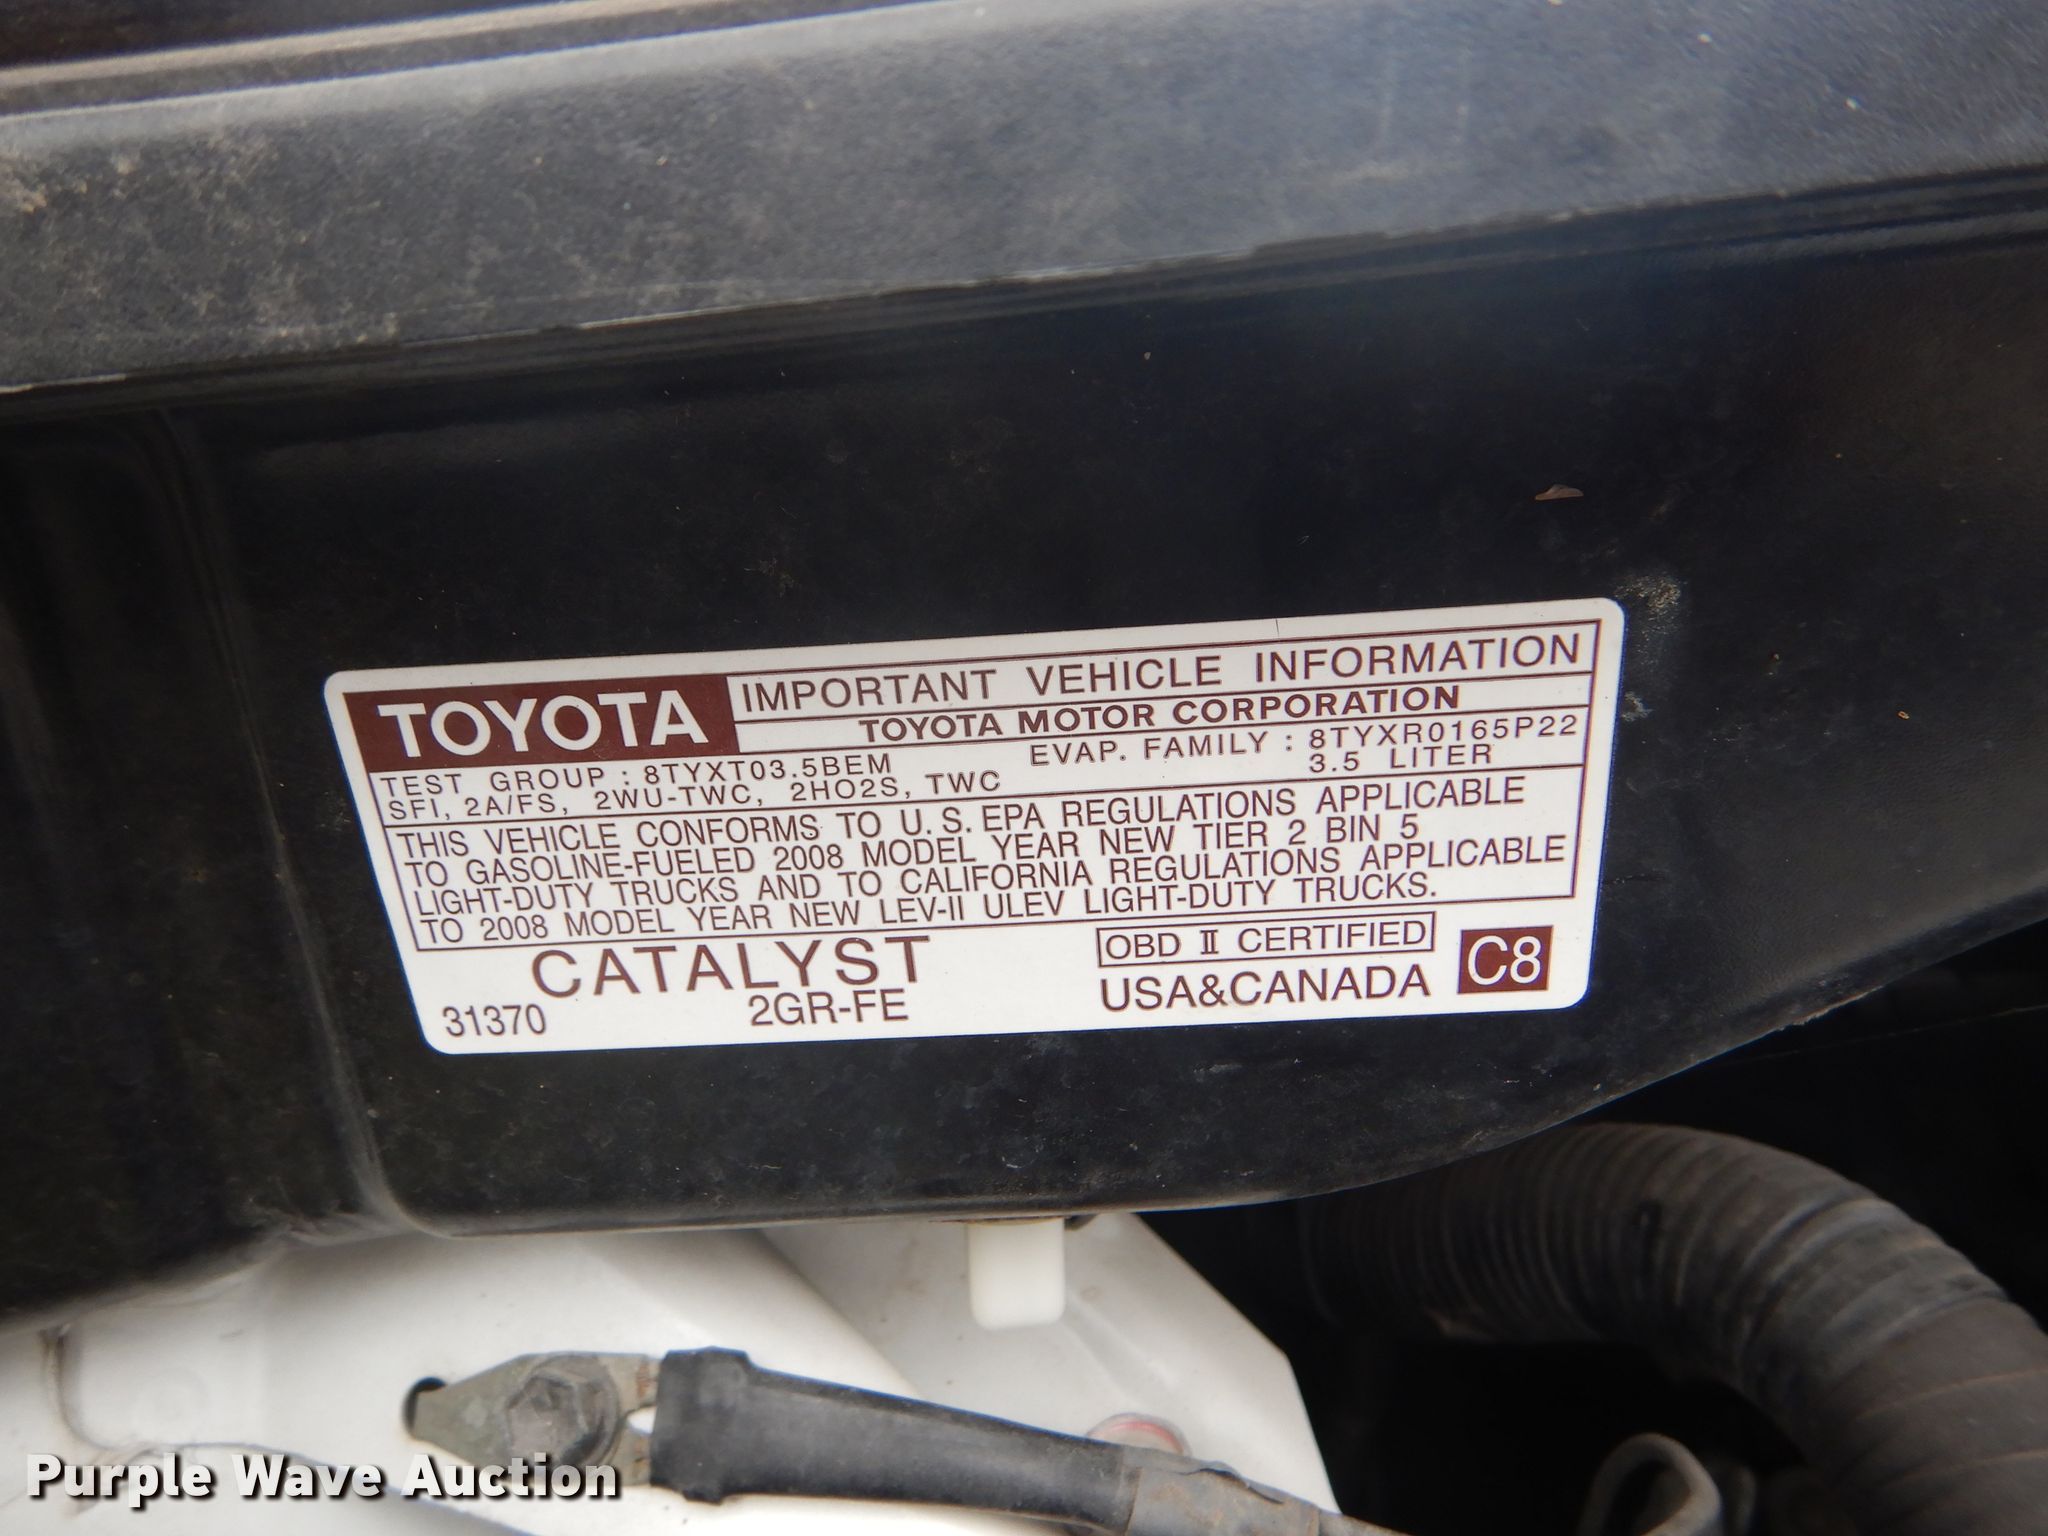 TOYOTA
IMPORTANT VEHICLE INFORMATION
TOYOTA MOTOR CORPORATION
TEST GROUP : 8TYXT03.5BEM EVAP. FAMILY : 8TYXR0165P22
SFI, 2A/FS, 2WU-TWC, 2HO2S, TWC 3.5 LITER
THIS VEHICLE CONFORMS TO U.S. EPA REGULATIONS APPLICABLE
TO GASOLINE-FUELED 2008 MODEL YEAR NEW TIER 2 BIN 5
LIGHT-DUTY TRUCKS AND TO CALIFORNIA REGULATIONS APPLICABLE
TO 2008 MODEL YEAR NEW LEV-II ULEV LIGHT-DUTY TRUCKS.
CATALYST OBD II CERTIFIED
31370 2GR-FE USA&CANADA C8
Purple Wave Auction